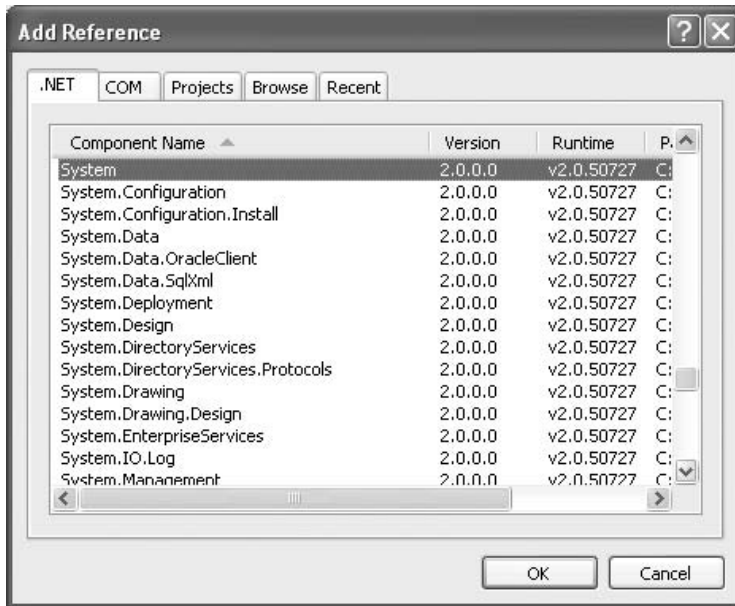 Add Reference
.NET COM Projects Browse Recent
Component Name Version Runtime P.
System 2.0.0.0 v2.0.50727 C:
System.Configuration 2.0.0.0 v2.0.50727 C:
System.Configuration.Install 2.0.0.0 v2.0.50727 C:
System.Data 2.0.0.0 v2.0.50727 C:
System.Data.OracleClient 2.0.0.0 v2.0.50727 C:
System.Data.SqlXml 2.0.0.0 v2.0.50727 C:
System.Deployment 2.0.0.0 v2.0.50727 C:
System.Design 2.0.0.0 v2.0.50727 C:
System.DirectoryServices 2.0.0.0 v2.0.50727 C:
System.DirectoryServices.Protocols 2.0.0.0 v2.0.50727 C:
System.Drawing 2.0.0.0 v2.0.50727 C:
System.Drawing.Design 2.0.0.0 v2.0.50727 C:
System.EnterpriseServices 2.0.0.0 v2.0.50727 C:
System.IO.Log 2.0.0.0 v2.0.50727 C:
System.Management 2.0.0.0 v2.0.50727 C:
OK Cancel